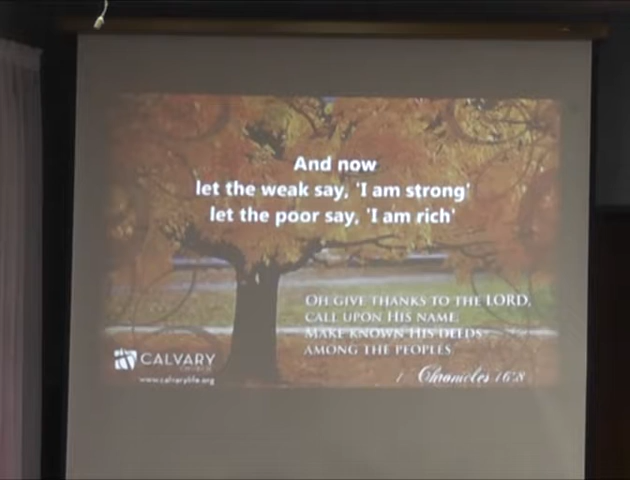 And now
let the weak say, 'I am strong'
let the poor say, 'I am rich'
OH GIVE THANKS TO THE LORD,
CALL UPON HIS NAME.
MAKE KNOWN HIS DEEDS
AMONG THE PEOPLES
1 Chronicles 16:8
CALVARY
CHURCH
www.calvarylife.org